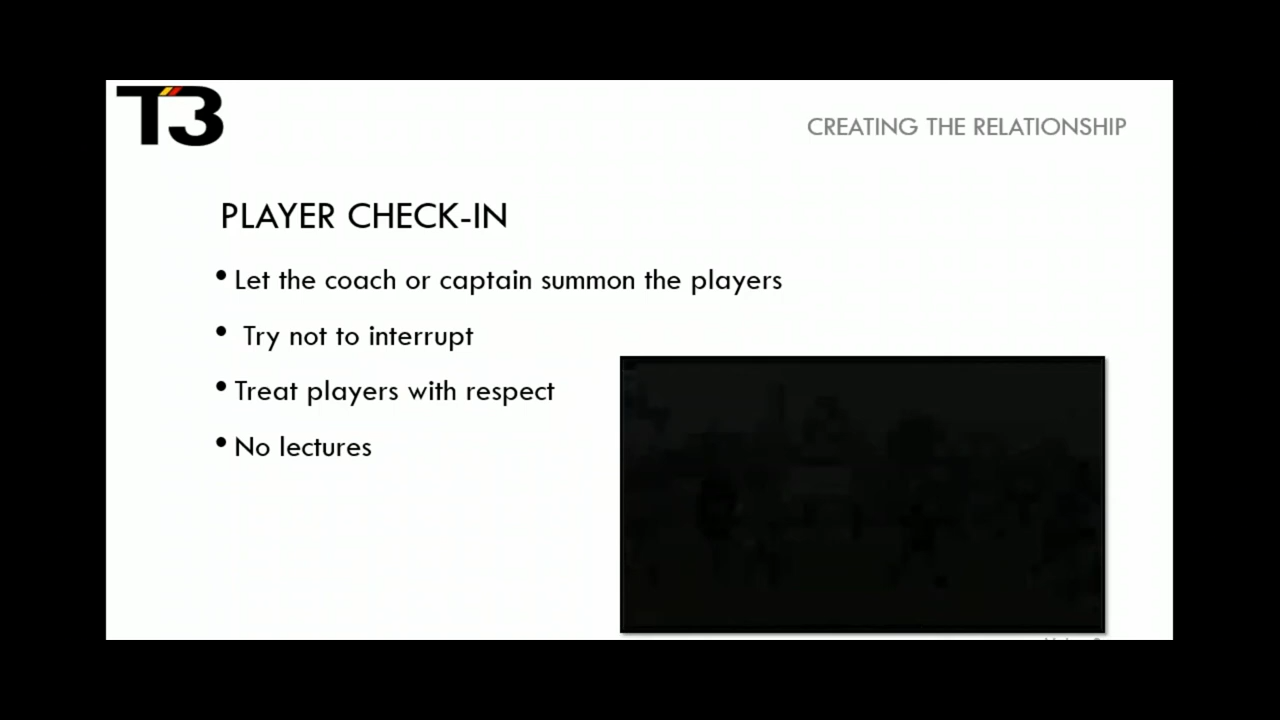 T3
CREATING THE RELATIONSHIP
PLAYER CHECK-IN
• Let the coach or captain summon the players
• Try not to interrupt
• Treat players with respect
• No lectures